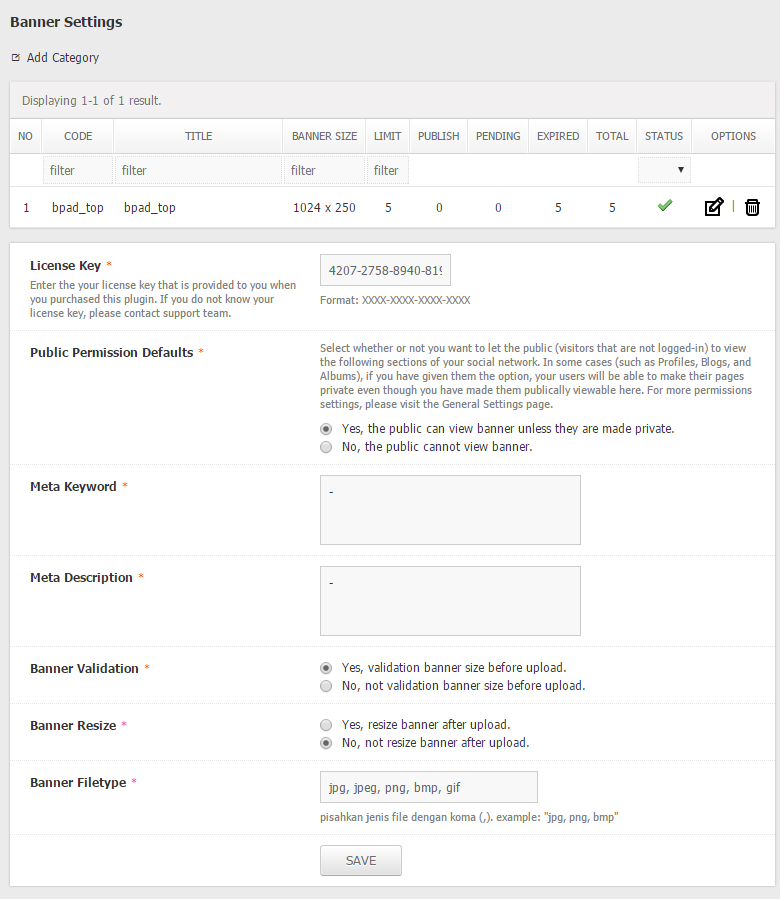 Banner Settings
Add Category
Displaying 1-1 of 1 result.
NO CODE TITLE BANNER SIZE LIMIT PUBLISH PENDING EXPIRED TOTAL STATUS OPTIONS
filter filter filter filter
1 bpad_top bpad_top 1024 x 250 5 0 0 5 5 |
License Key *
Enter the your license key that is provided to you when
you purchased this plugin. If you do not know your
license key, please contact support team.
4207-2758-8940-819
Format: XXXX-XXXX-XXXX-XXXX
Public Permission Defaults *
Select whether or not you want to let the public (visitors that are not logged-in) to view
the following sections of your social network. In some cases (such as Profiles, Blogs, and
Albums), if you have given them the option, your users will be able to make their pages
private even though you have made them publically viewable here. For more permissions
settings, please visit the General Settings page.
Yes, the public can view banner unless they are made private.
No, the public cannot view banner.
Meta Keyword *
-
Meta Description *
-
Banner Validation *
Yes, validation banner size before upload.
No, not validation banner size before upload.
Banner Resize *
Yes, resize banner after upload.
No, not resize banner after upload.
Banner Filetype *
jpg, jpeg, png, bmp, gif
pisahkan jenis file dengan koma (,). example: "jpg, png, bmp"
SAVE